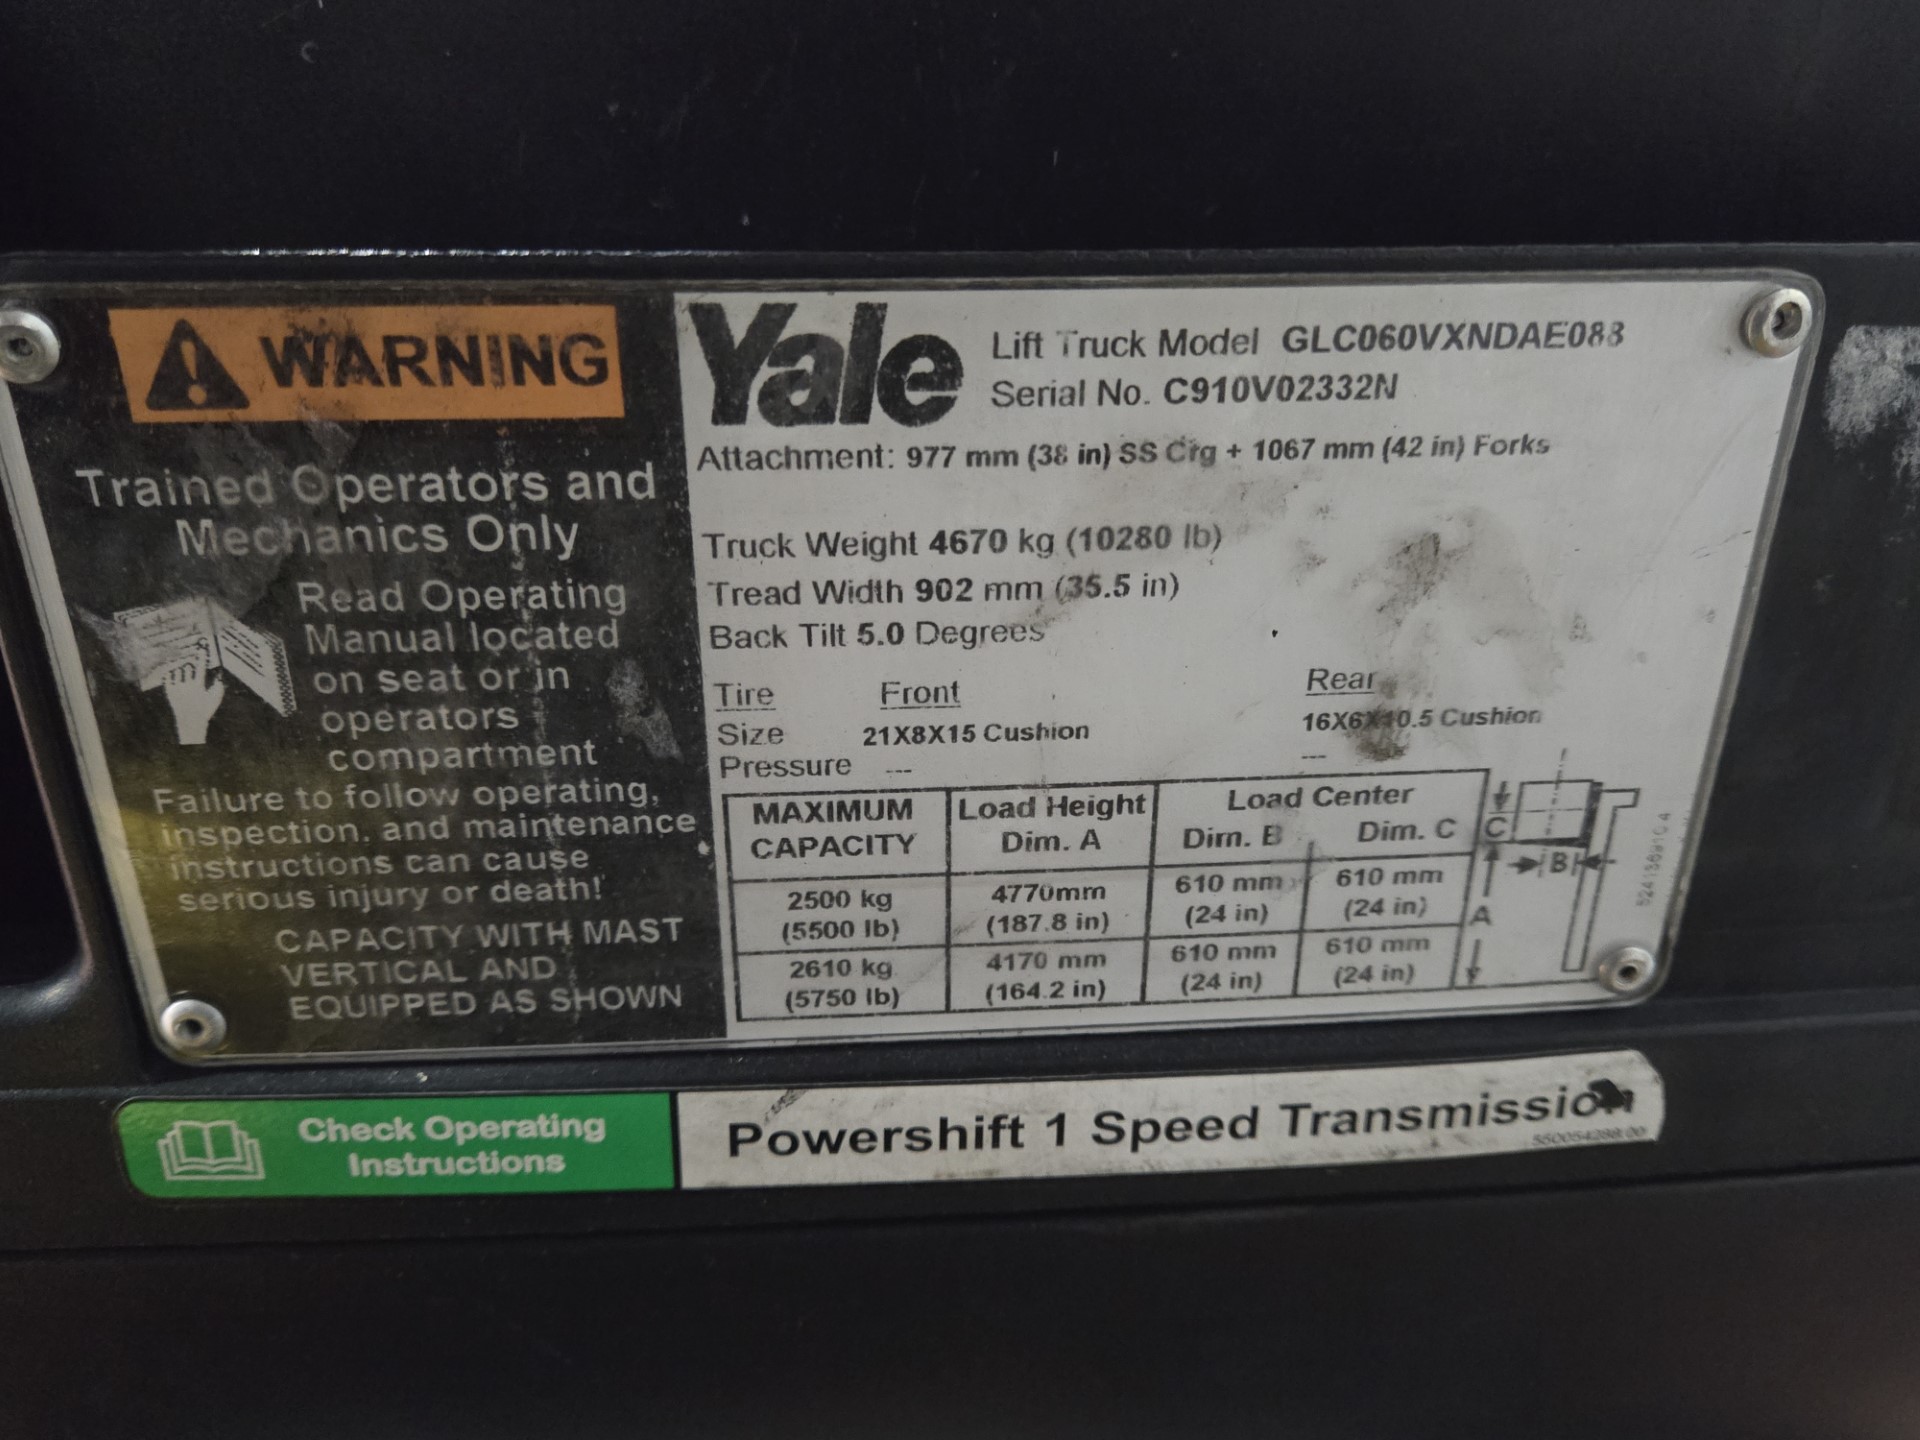 WARNING
Trained Operators and
Mechanics Only
Read Operating
Manual located
on seat or in
operators
compartment
Failure to follow operating,
inspection, and maintenance
instructions can cause
serious injury or death!
CAPACITY WITH MAST
VERTICAL AND
EQUIPPED AS SHOWN
Yale
Lift Truck Model GLC060VXNDAE088
Serial No. C910V02332N
Attachment: 977 mm (38 in) SS Crg + 1067 mm (42 in) Forks
Truck Weight 4670 kg (10280 lb)
Tread Width 902 mm (35.5 in)
Back Tilt 5.0 Degrees
Tire Front Rear
Size 21X8X15 Cushion 16X6X10.5 Cushion
Pressure --- ---
MAXIMUM CAPACITY Load Height Dim. A Load Center Dim. B Dim. C
2500 kg (5500 lb) 4770mm (187.8 in) 610 mm (24 in) 610 mm (24 in)
2610 kg (5750 lb) 4170 mm (164.2 in) 610 mm (24 in) 610 mm (24 in)
C
B
A
Check Operating
Instructions
Powershift 1 Speed Transmission